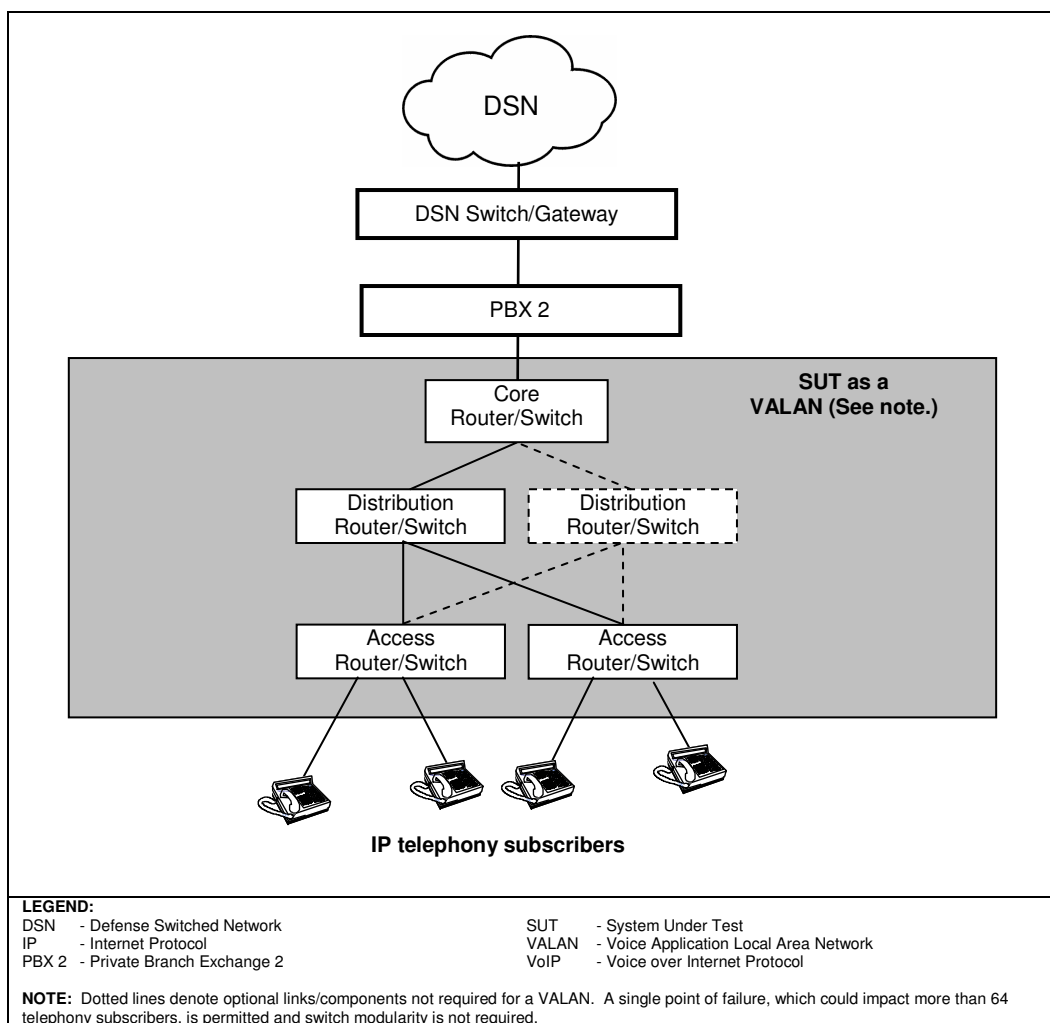 DSN
DSN Switch/Gateway
PBX 2
SUT as a
VALAN (See note.)
Core
Router/Switch
Distribution
Router/Switch
Distribution
Router/Switch
Access
Router/Switch
Access
Router/Switch
IP telephony subscribers
LEGEND:
DSN - Defense Switched Network
IP - Internet Protocol
PBX 2 - Private Branch Exchange 2
SUT - System Under Test
VALAN - Voice Application Local Area Network
VoIP - Voice over Internet Protocol
NOTE: Dotted lines denote optional links/components not required for a VALAN. A single point of failure, which could impact more than 64
telephony subscribers, is permitted and switch modularity is not required.